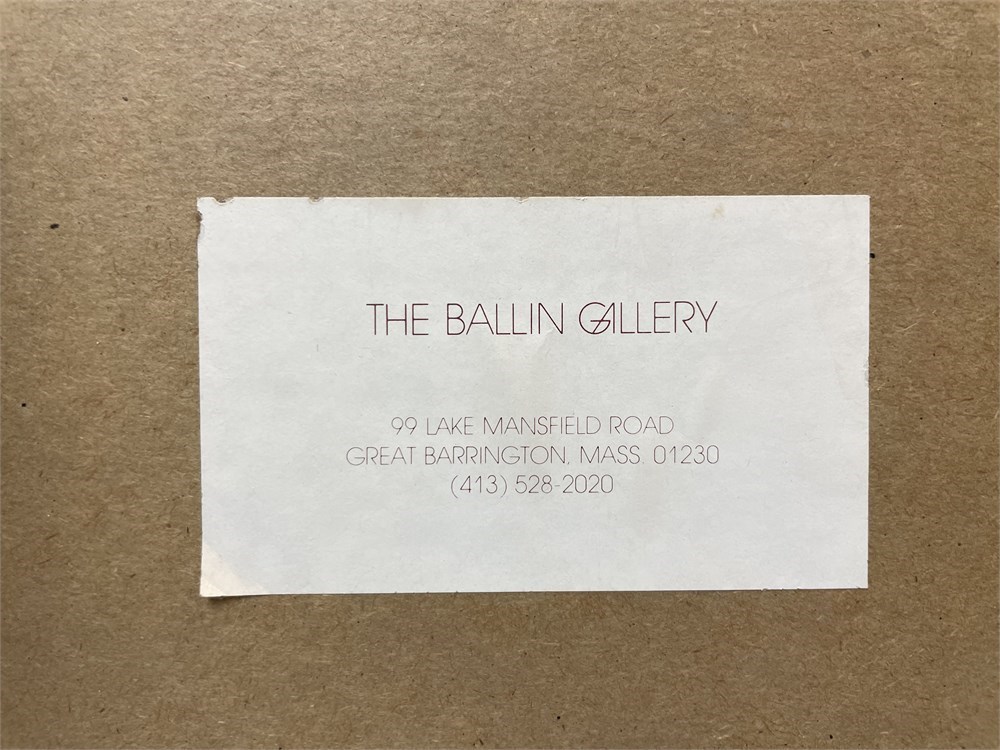 THE BALLIN GALLERY
99 LAKE MANSFIELD ROAD
GREAT BARRINGTON, MASS. 01230
(413) 528-2020